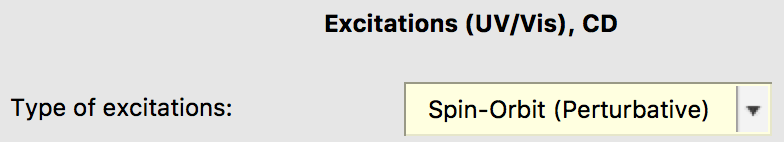 Excitations (UV/Vis), CD
Type of excitations: Spin-Orbit (Perturbative)